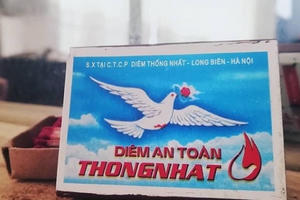 S.X TẠI C.T.C.P DIÊM THỐNG NHẤT - LONG BIÊN - HÀ NỘI
DIÊM AN TOÀN
THONGNHAT